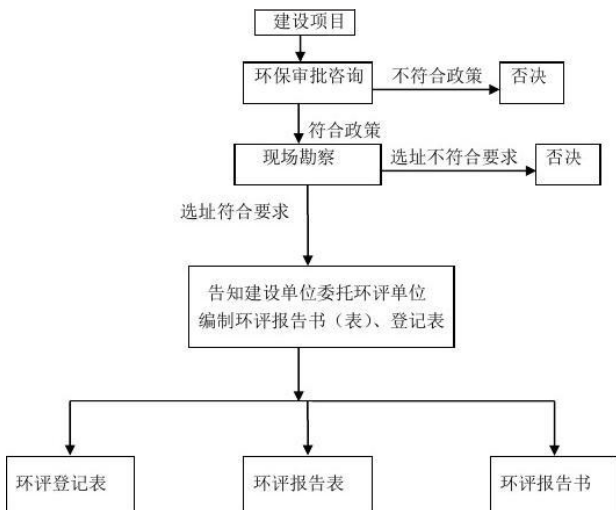 建设项目
环保审批咨询
不符合政策
否决
符合政策
现场勘察
选址不符合要求
否决
选址符合要求
告知建设单位委托环评单位
编制环评报告书（表）、登记表
环评登记表
环评报告表
环评报告书